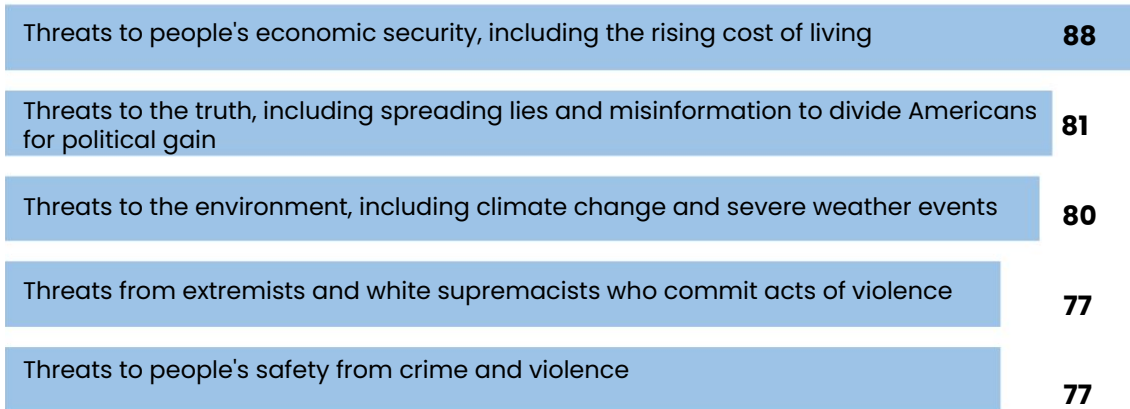 Threats to people's economic security, including the rising cost of living 88
Threats to the truth, including spreading lies and misinformation to divide Americans
for political gain 81
Threats to the environment, including climate change and severe weather events 80
Threats from extremists and white supremacists who commit acts of violence 77
Threats to people's safety from crime and violence 77